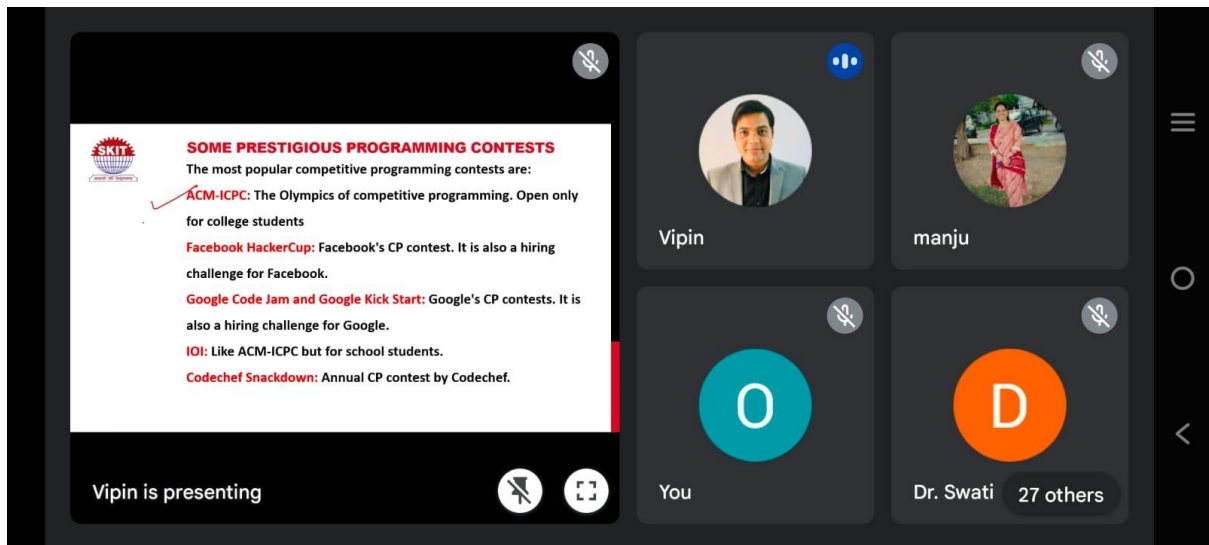 SKIT
SOME PRESTIGIOUS PROGRAMMING CONTESTS
The most popular competitive programming contests are:
ACM-ICPC: The Olympics of competitive programming. Open only
for college students
Facebook HackerCup: Facebook's CP contest. It is also a hiring
challenge for Facebook.
Google Code Jam and Google Kick Start: Google's CP contests. It is
also a hiring challenge for Google.
IOI: Like ACM-ICPC but for school students.
Codechef Snackdown: Annual CP contest by Codechef.
Vipin is presenting
Vipin
manju
O
You
D
Dr. Swati
27 others